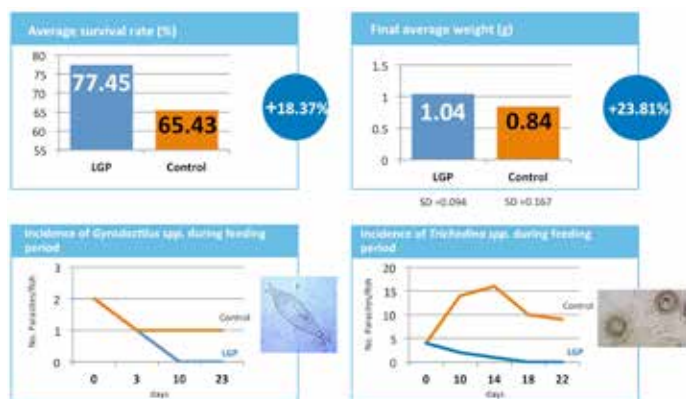 Average survival rate (%)
80
75
70
65
60
55
77.45
65.43
LGP Control
+18.37%
Final average weight (g)
1.5
1
0.5
0
1.04
0.84
LGP Control
SD =0.094 SD =0.167
+23.81%
Incidence of Gyrodactilus spp. during feeding
period
No. Parasites/fish
3
2
1
0
Control
LGP
0 3 10 23
days
Incidence of Trichodina spp. during feeding
period
No. Parasites/fish
20
15
10
5
0
Control
LGP
0 10 14 18 22
days